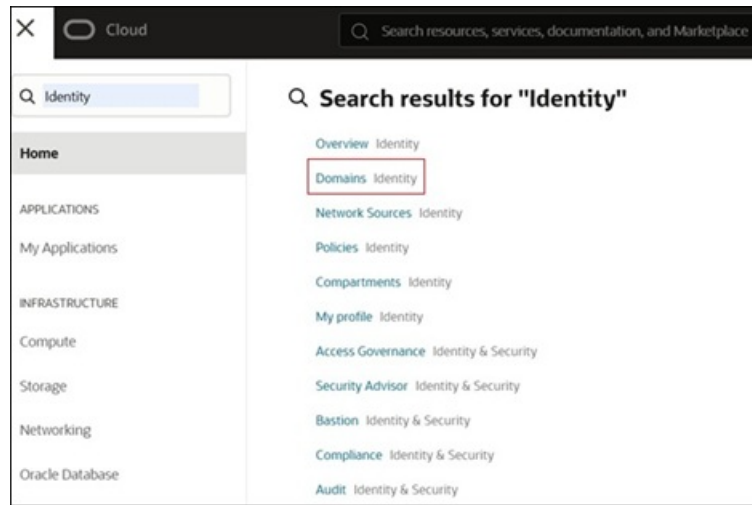 Cloud
Search resources, services, documentation, and Marketplace
Identity
Home
APPLICATIONS
My Applications
INFRASTRUCTURE
Compute
Storage
Networking
Oracle Database
Search results for "Identity"
Overview Identity
Domains Identity
Network Sources Identity
Policies Identity
Compartments Identity
My profile Identity
Access Governance Identity & Security
Security Advisor Identity & Security
Bastion Identity & Security
Compliance Identity & Security
Audit Identity & Security